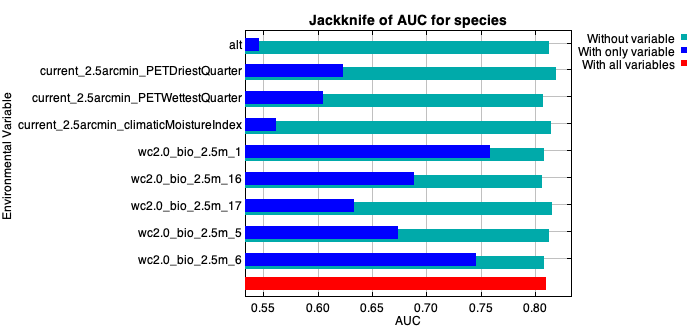 Jackknife of AUC for species
Without variable
With only variable
With all variables
Environmental Variable
alt
current_2.5arcmin_PETDriestQuarter
current_2.5arcmin_PETWettestQuarter
current_2.5arcmin_climaticMoistureIndex
wc2.0_bio_2.5m_1
wc2.0_bio_2.5m_16
wc2.0_bio_2.5m_17
wc2.0_bio_2.5m_5
wc2.0_bio_2.5m_6
0.55 0.60 0.65 0.70 0.75 0.80
AUC